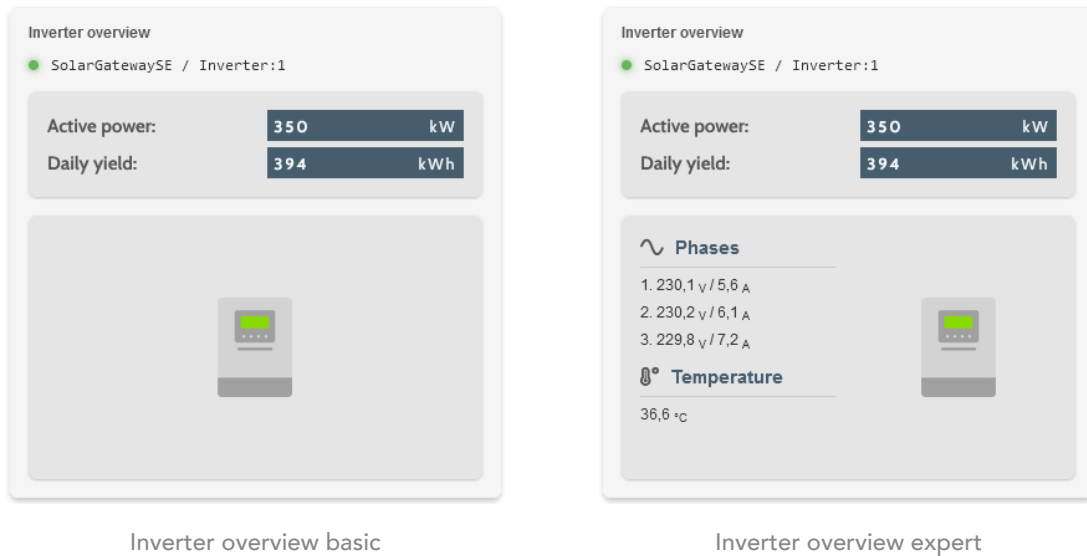 Inverter overview
SolarGatewaySE / Inverter:1
Active power: 350 kW
Daily yield: 394 kWh
Inverter overview basic
Inverter overview
SolarGatewaySE / Inverter:1
Active power: 350 kW
Daily yield: 394 kWh
Phases
1. 230,1 V / 5,6 A
2. 230,2 V / 6,1 A
3. 229,8 V / 7,2 A
Temperature
36,6 °C
Inverter overview expert